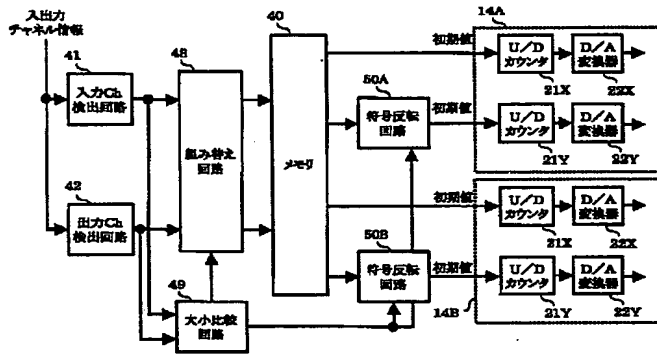 入出力
チャネル情報
41
入力Ch
検出回路
42
出力Ch
検出回路
48
組み替え
回路
49
大小比較
回路
40
メモリ
50A
符号反転
回路
50B
符号反転
回路
初期値
初期値
初期値
初期値
14A
U/D
カウンタ
21X
D/A
変換器
22X
U/D
カウンタ
21Y
D/A
変換器
22Y
14B
U/D
カウンタ
21X
D/A
変換器
22X
U/D
カウンタ
21Y
D/A
変換器
22Y